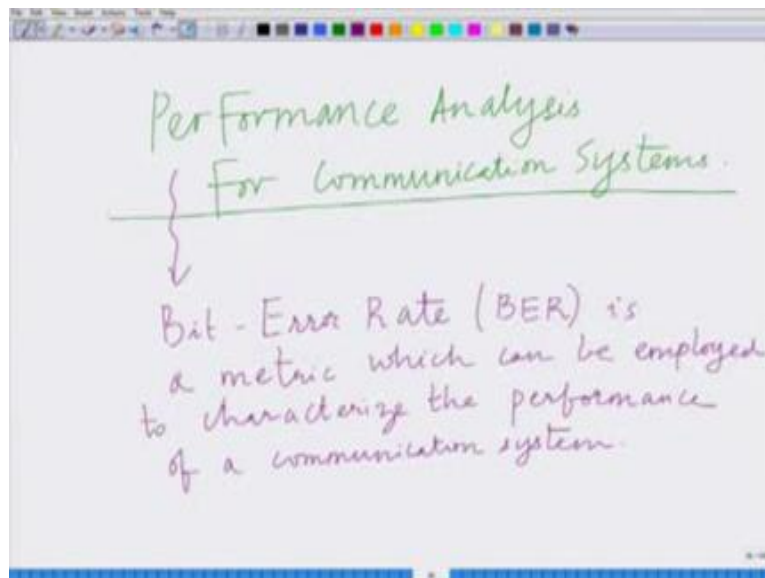 Performance Analysis
For Communication Systems.
Bit-Error Rate (BER) is
a metric which can be employed
to characterize the performance
of a communication system.